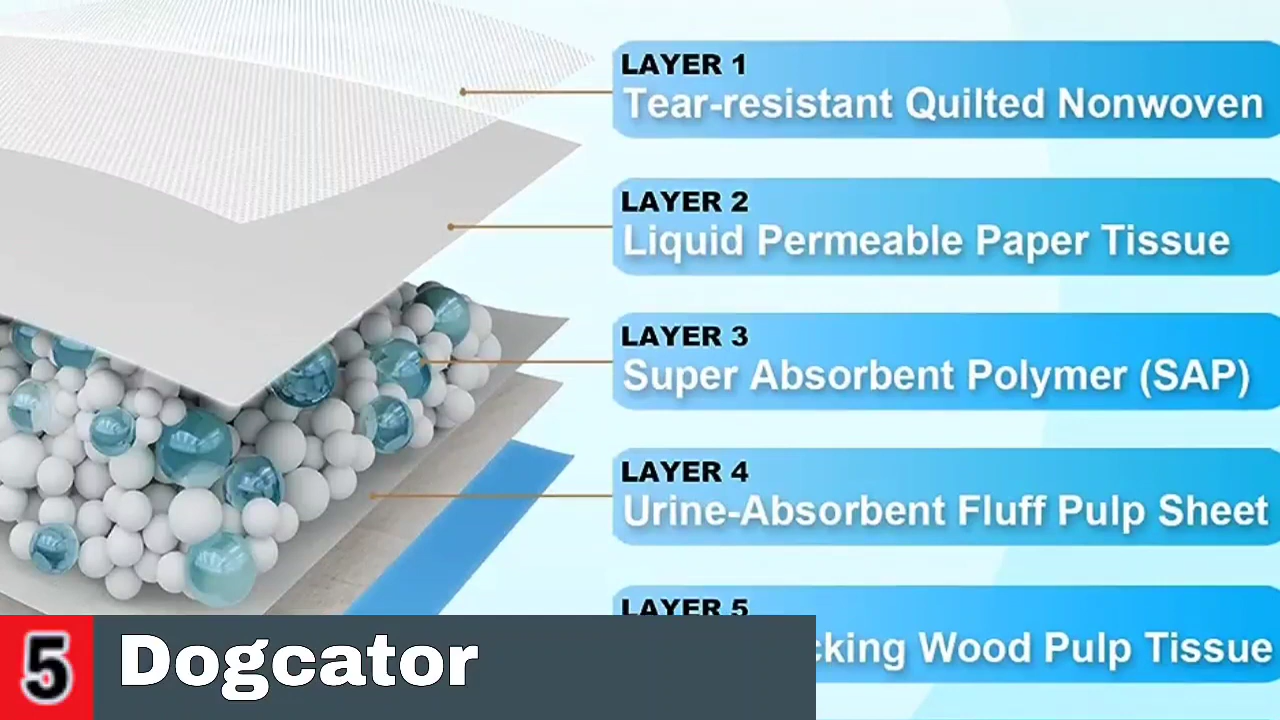 LAYER 1
Tear-resistant Quilted Nonwoven
LAYER 2
Liquid Permeable Paper Tissue
LAYER 3
Super Absorbent Polymer (SAP)
LAYER 4
Urine-Absorbent Fluff Pulp Sheet
LAYER 5
Wood Pulp Tissue
5 Dogcator